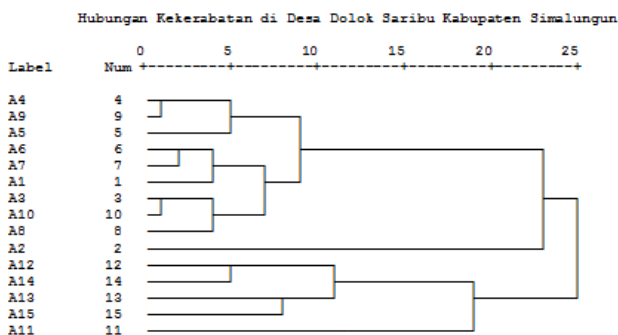 Hubungan Kekerabatan di Desa Dolok Saribu Kabupaten Simalungun
0 5 10 15 20 25
Label Num +---------+---------+---------+---------+---------+
A4 4
A9 9
A5 5
A6 6
A7 7
A1 1
A3 3
A10 10
A8 8
A2 2
A12 12
A14 14
A13 13
A15 15
A11 11